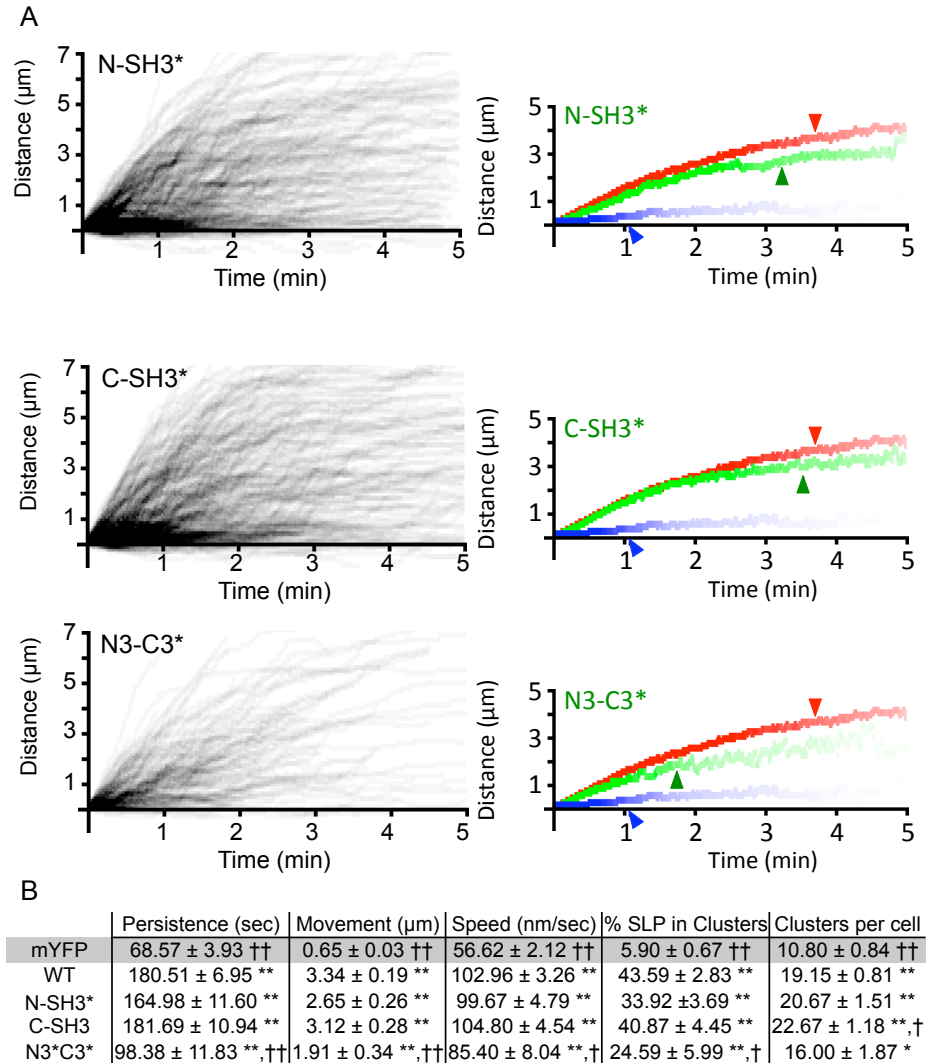 A
N-SH3*
7
5
3
1
Distance (µm)
1 2 3 4 5
Time (min)
N-SH3*
5
3
1
Distance (µm)
1 2 3 4 5
Time (min)
C-SH3*
7
5
3
1
Distance (µm)
1 2 3 4 5
Time (min)
C-SH3*
5
3
1
Distance (µm)
1 2 3 4 5
Time (min)
N3-C3*
7
5
3
1
Distance (µm)
1 2 3 4 5
Time (min)
N3-C3*
5
3
1
Distance (µm)
1 2 3 4 5
Time (min)
B
Persistence (sec) Movement (µm) Speed (nm/sec) % SLP in Clusters Clusters per cell
mYFP 68.57 ± 3.93 †† 0.65 ± 0.03 †† 56.62 ± 2.12 †† 5.90 ± 0.67 †† 10.80 ± 0.84 ††
WT 180.51 ± 6.95 ** 3.34 ± 0.19 ** 102.96 ± 3.26 ** 43.59 ± 2.83 ** 19.15 ± 0.81 **
N-SH3* 164.98 ± 11.60 ** 2.65 ± 0.26 ** 99.67 ± 4.79 ** 33.92 ±3.69 ** 20.67 ± 1.51 **
C-SH3 181.69 ± 10.94 ** 3.12 ± 0.28 ** 104.80 ± 4.54 ** 40.87 ± 4.45 ** 22.67 ± 1.18 **,†
N3*C3* 98.38 ± 11.83 **,†† 1.91 ± 0.34 **,†† 85.40 ± 8.04 **,† 24.59 ± 5.99 **,† 16.00 ± 1.87 *